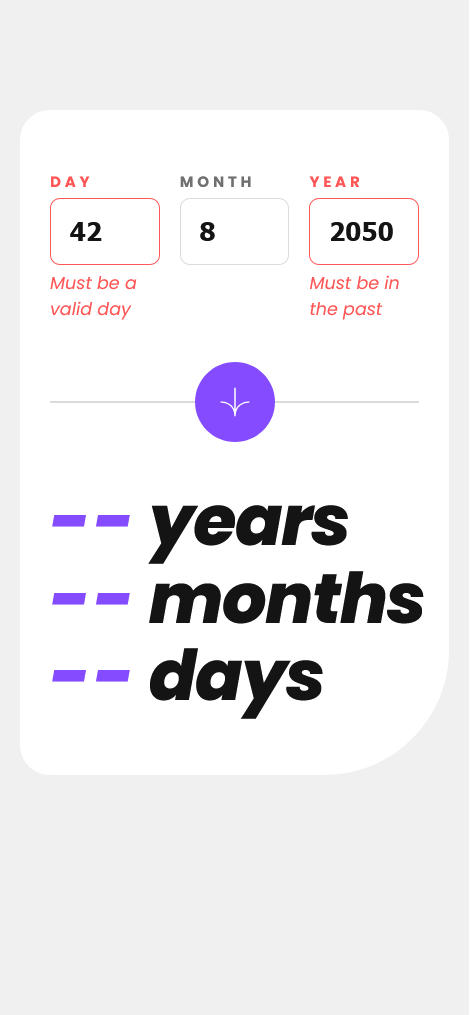 DAY MONTH YEAR
42 8 2050
Must be a Must be in
valid day the past
-- years
-- months
-- days